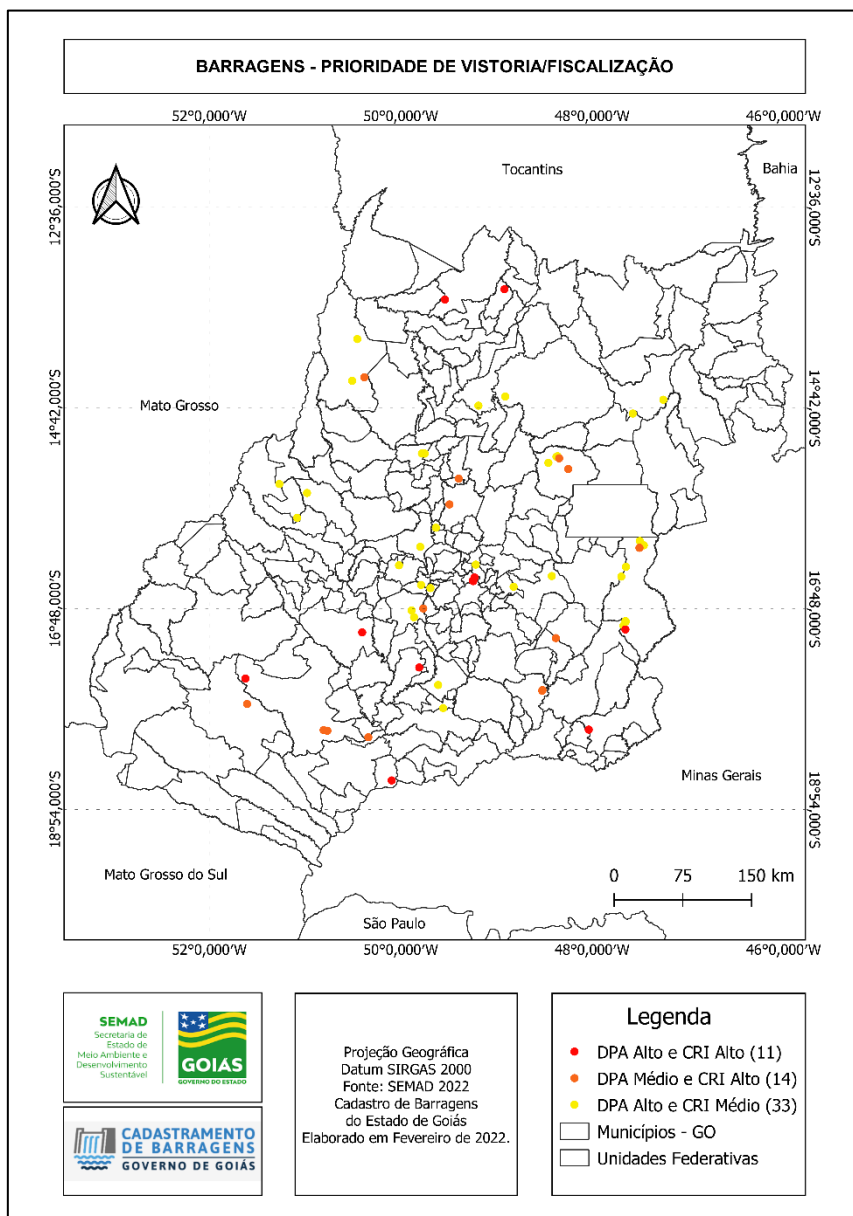 BARRAGENS - PRIORIDADE DE VISTORIA/FISCALIZAÇÃO
52°0,000'W 50°0,000'W 48°0,000'W 46°0,000'W
Tocantins
Bahia
12°36,000'S
12°36,000'S
Mato Grosso
14°42,000'S
14°42,000'S
16°48,000'S
16°48,000'S
Minas Gerais
18°54,000'S
18°54,000'S
Mato Grosso do Sul
0 75 150 km
São Paulo
52°0,000'W 50°0,000'W 48°0,000'W 46°0,000'W
SEMAD
Secretaria de
Estado de
Meio Ambiente e
Desenvolvimento
Sustentável
GOIÁS
GOVERNO DO ESTADO
CADASTRAMENTO
DE BARRAGENS
GOVERNO DE GOIÁS
Projeção Geográfica
Datum SIRGAS 2000
Fonte: SEMAD 2022
Cadastro de Barragens
do Estado de Goiás
Elaborado em Fevereiro de 2022.
Legenda
DPA Alto e CRI Alto (11)
DPA Médio e CRI Alto (14)
DPA Alto e CRI Médio (33)
Municípios - GO
Unidades Federativas